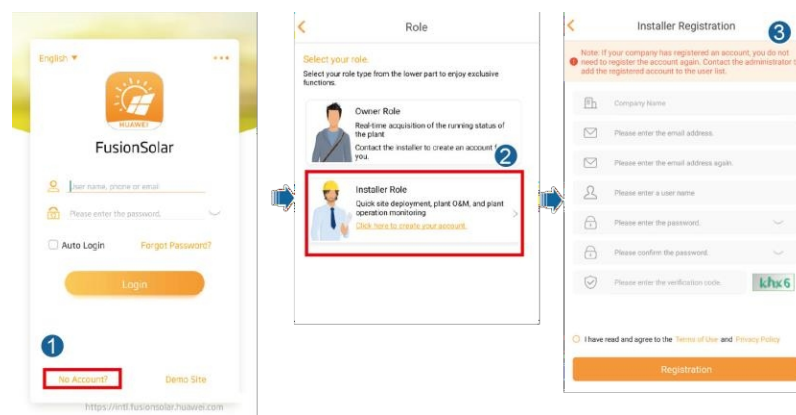 English
HUAWEI
FusionSolar
User name, phone or email
Please enter the password.
Auto Login
Forgot Password?
Login
1
No Account?
Demo Site
https://intl.fusionsolar.huawei.com
Role
Select your role.
Select your role type from the lower part to enjoy exclusive
functions.
Owner Role
Real-time acquisition of the running status of
the plant
Contact the installer to create an account
you.
2
Installer Role
Quick site deployment, plant O&M, and plant
operation monitoring
Click here to create your account.
Installer Registration
3
Note: If your company has registered an account, you do not
need to register the account again. Contact the administrator
add the registered account to the user list.
Company Name
Please enter the email address.
Please enter the email address again.
Please enter a user name
Please enter the password.
Please confirm the password.
Please enter the verification code.
khx6
I have read and agree to the Terms of Use and Privacy Policy
Registration